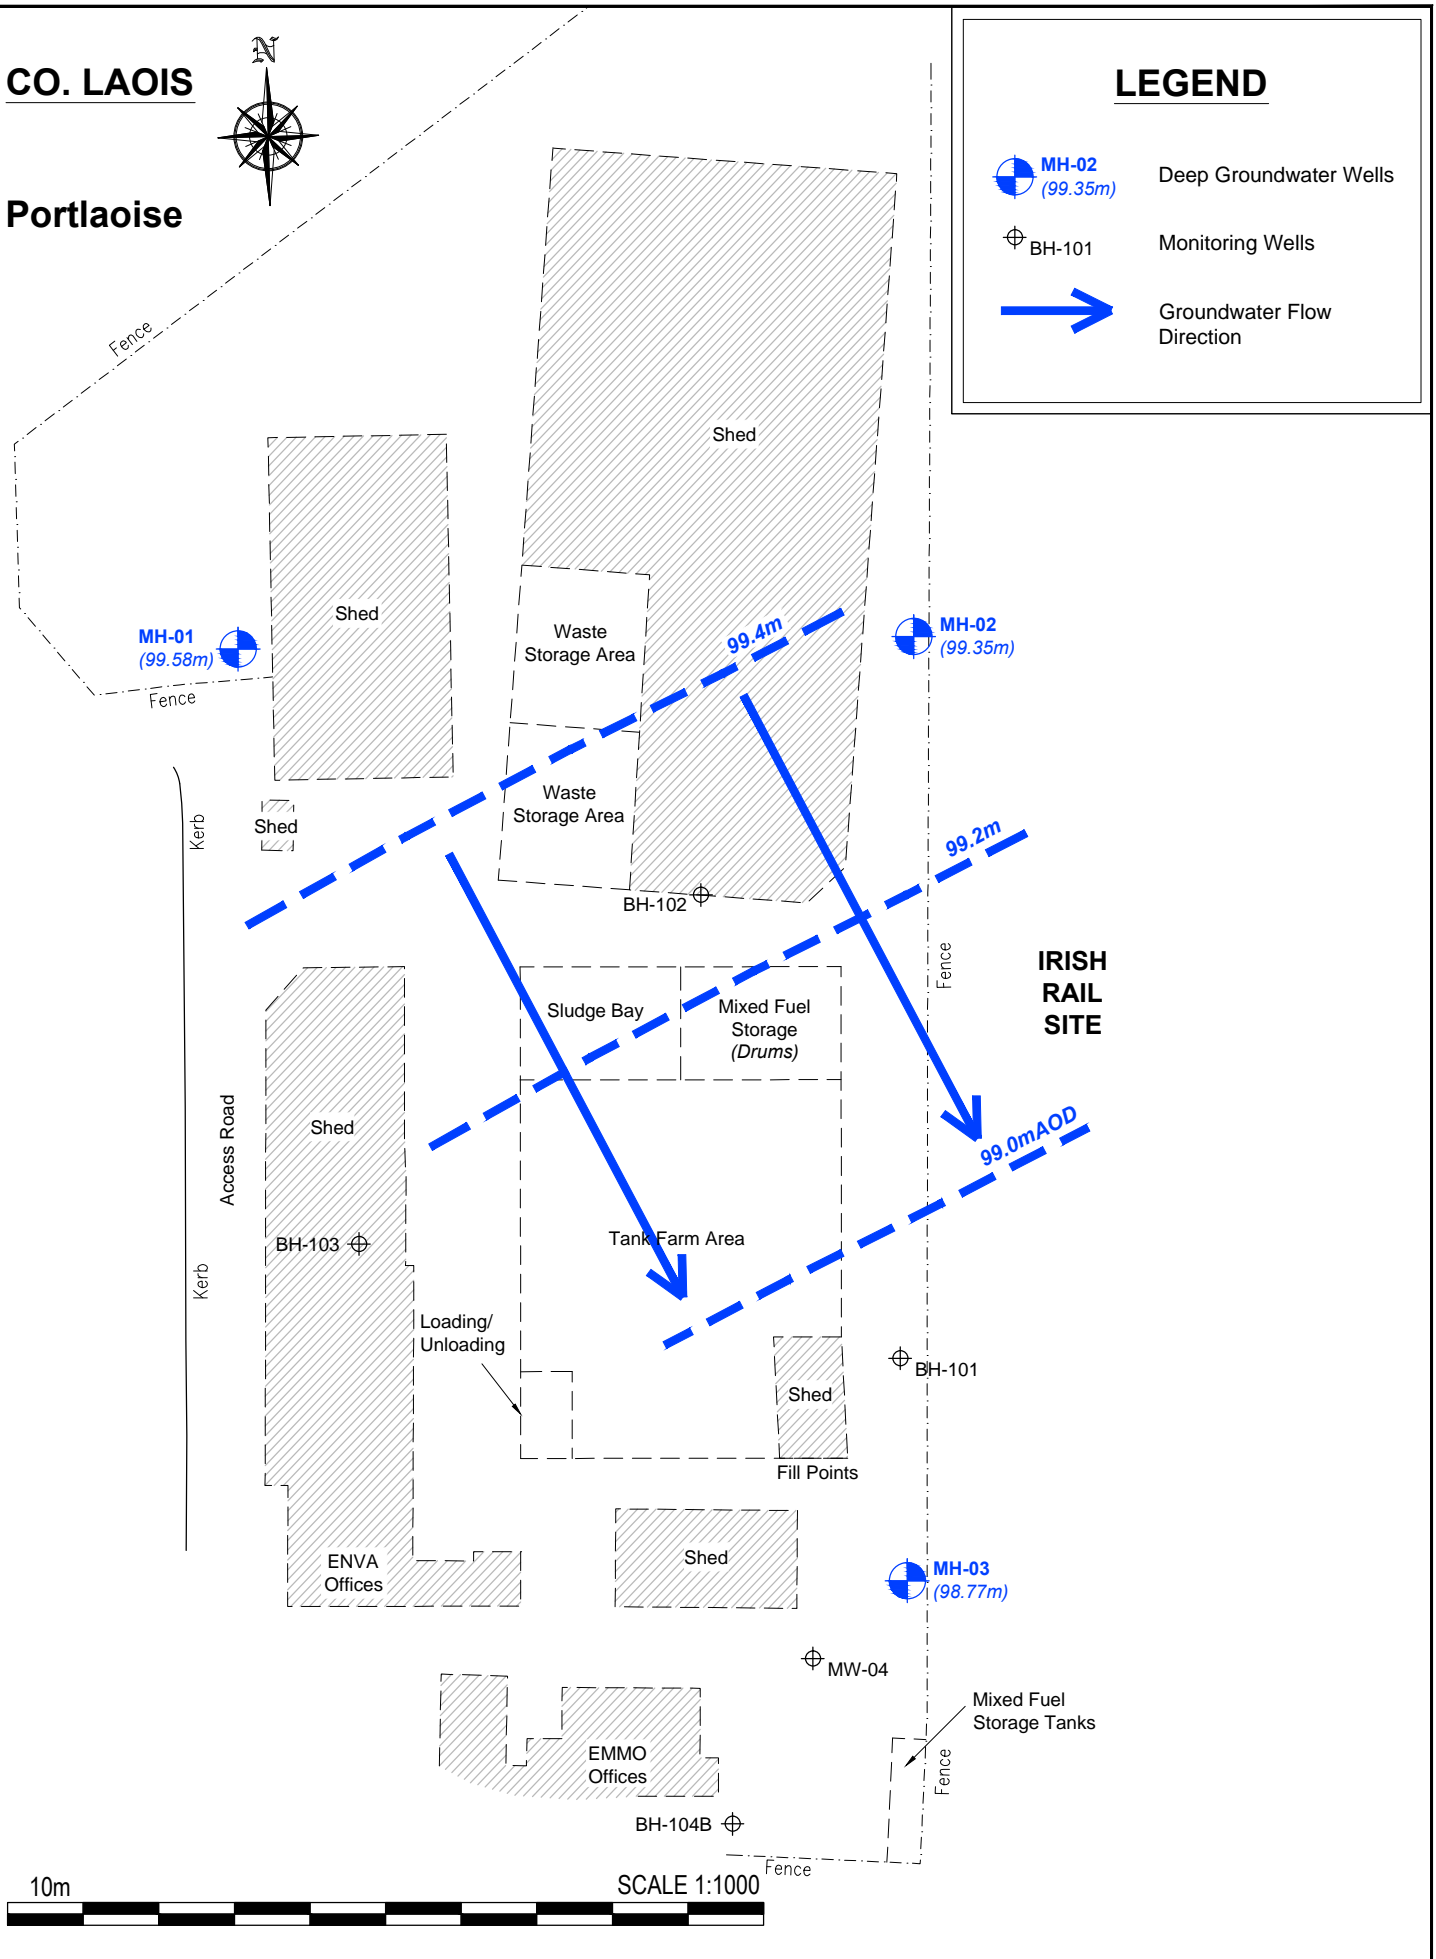 N
CO. LAOIS
Portlaoise
LEGEND
MH-02
(99.35m)
Deep Groundwater Wells
BH-101
Monitoring Wells
Groundwater Flow
Direction
Fence
Shed
Shed
Waste
Storage Area
99.4m
MH-01
(99.58m)
MH-02
(99.35m)
Fence
Waste
Storage Area
Shed
Kerb
99.2m
BH-102
Fence
IRISH
RAIL
SITE
Sludge Bay
Mixed Fuel
Storage
(Drums)
Access Road
Shed
99.0mAOD
BH-103
Tank Farm Area
Kerb
Loading/
Unloading
BH-101
Shed
Fill Points
ENVA
Offices
Shed
MH-03
(98.77m)
MW-04
Mixed Fuel
Storage Tanks
EMMO
Offices
Fence
BH-104B
Fence
10m
SCALE 1:1000